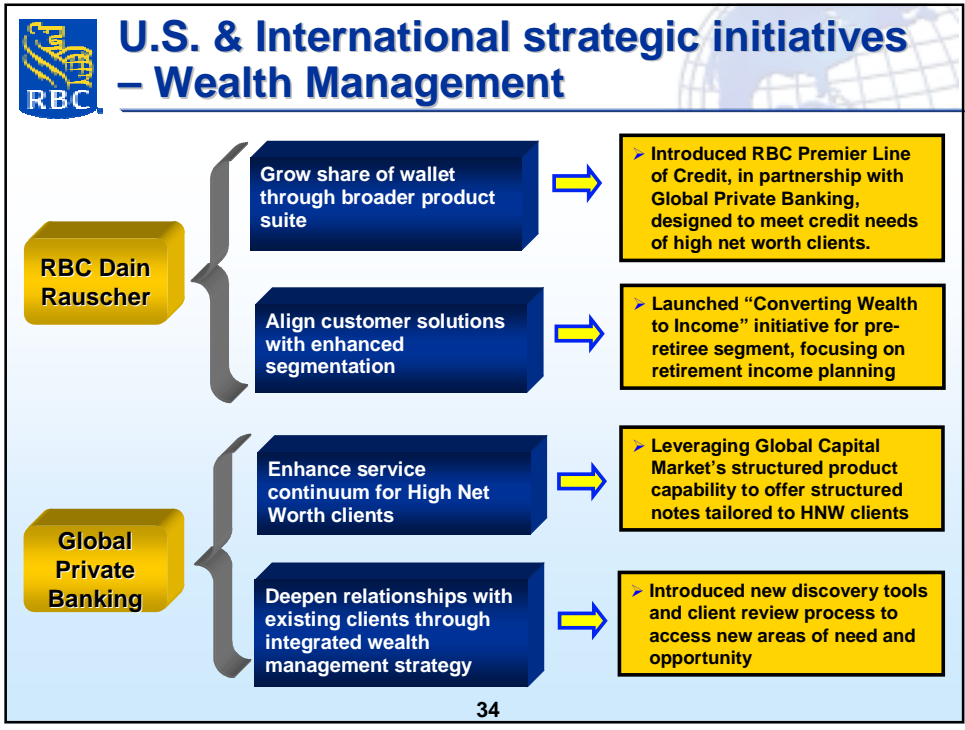 RBC
U.S. & International strategic initiatives
– Wealth Management
RBC Dain
Rauscher
Grow share of wallet
through broader product
suite
➢ Introduced RBC Premier Line
of Credit, in partnership with
Global Private Banking,
designed to meet credit needs
of high net worth clients.
Align customer solutions
with enhanced
segmentation
➢ Launched “Converting Wealth
to Income” initiative for pre-
retiree segment, focusing on
retirement income planning
Global
Private
Banking
Enhance service
continuum for High Net
Worth clients
➢ Leveraging Global Capital
Market’s structured product
capability to offer structured
notes tailored to HNW clients
Deepen relationships with
existing clients through
integrated wealth
management strategy
➢ Introduced new discovery tools
and client review process to
access new areas of need and
opportunity
34